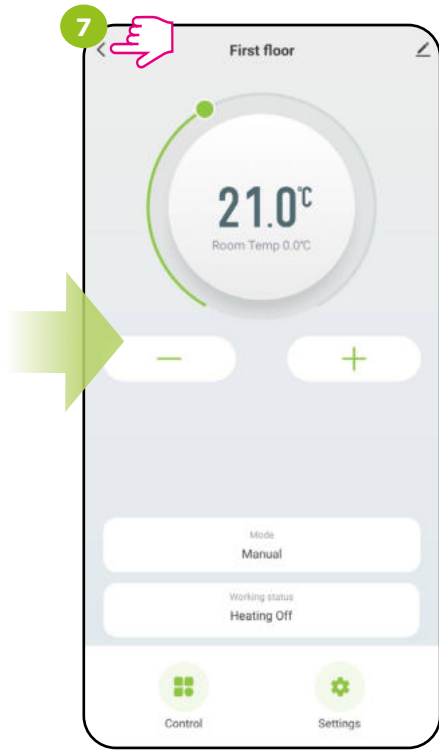 7
First floor
21.0℃
Room Temp 0.0℃
Mode
Manual
Working status
Heating Off
Control
Settings